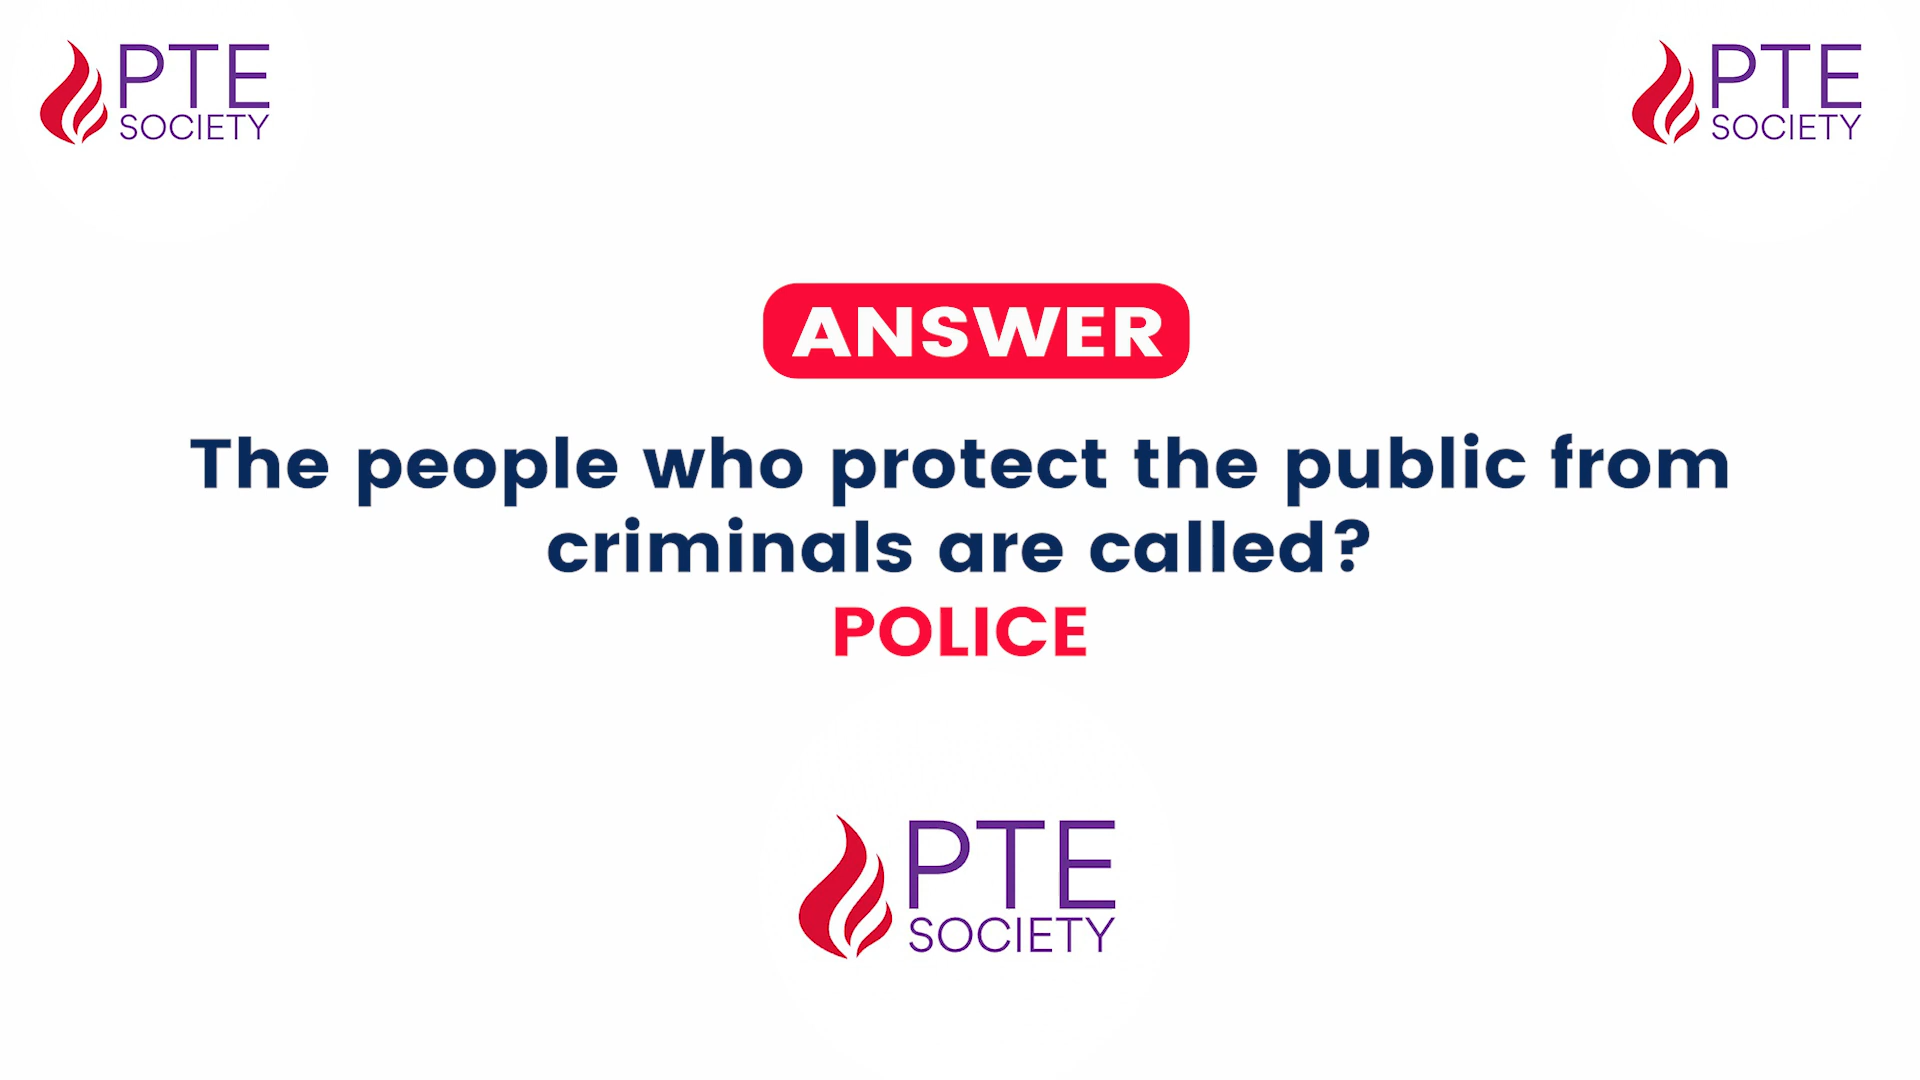 PTE
SOCIETY
PTE
SOCIETY
ANSWER
The people who protect the public from
criminals are called?
POLICE
PTE
SOCIETY